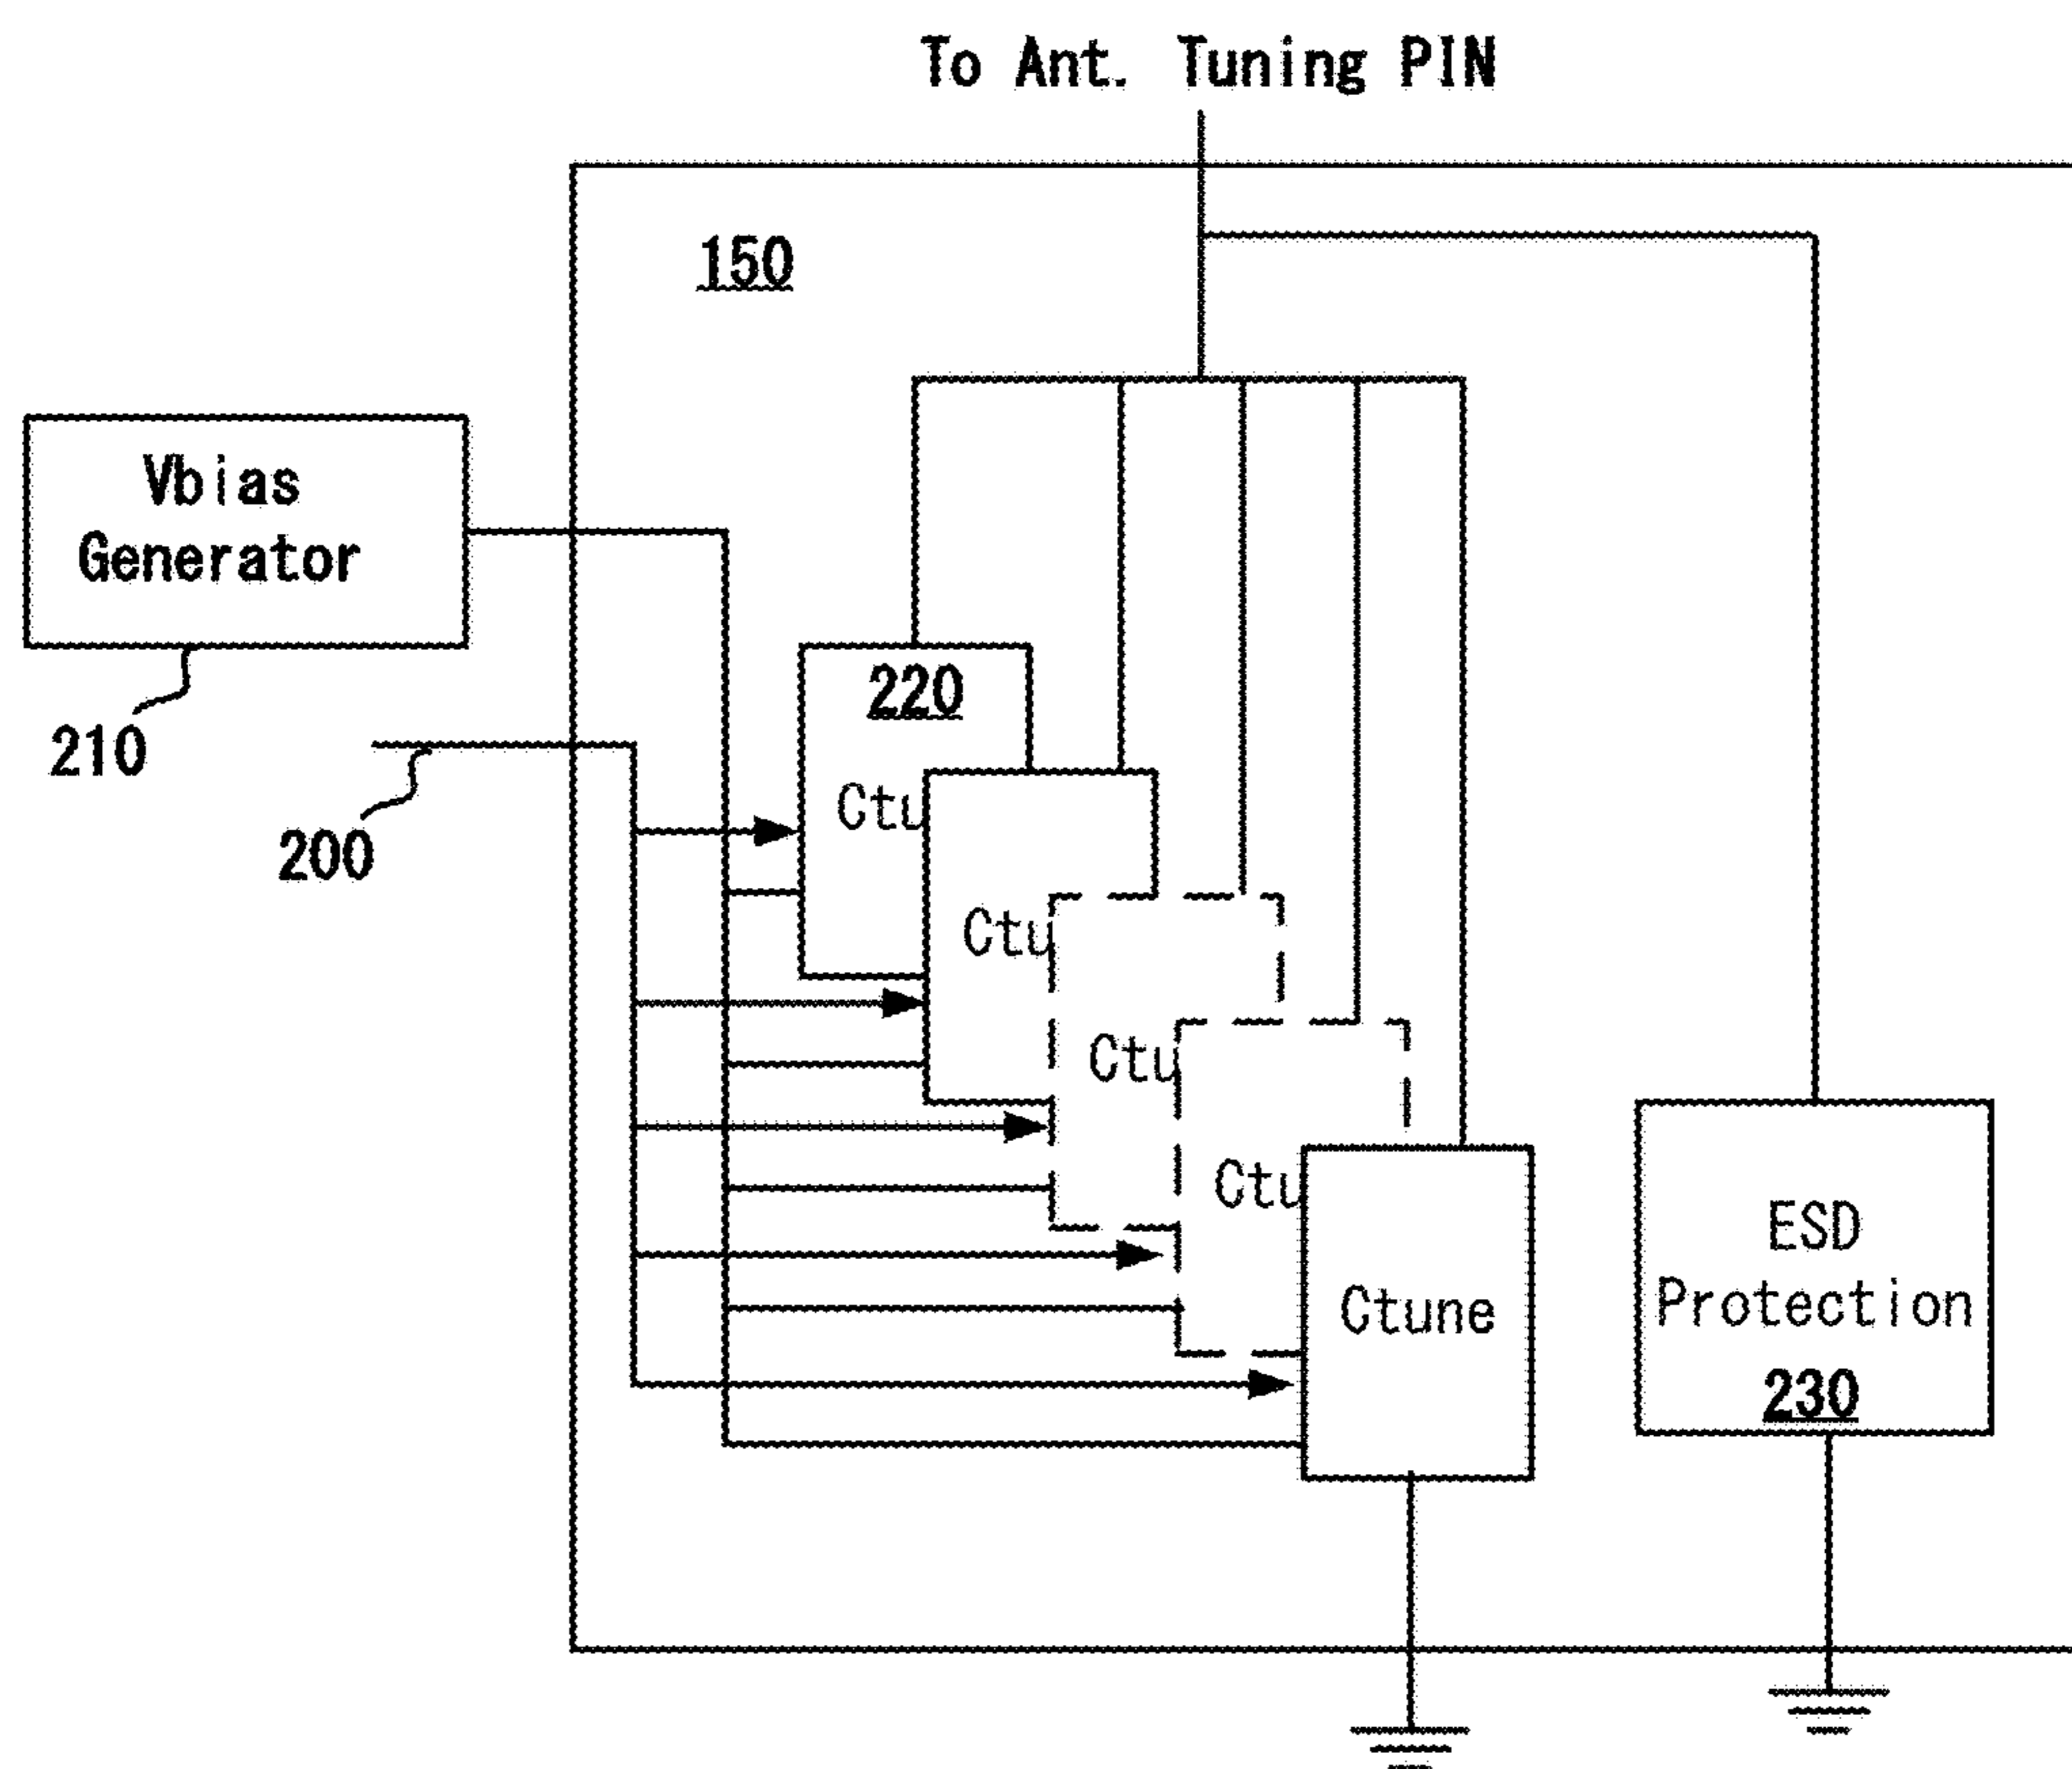 To Ant. Tuning PIN
150
Vbias
Generator
210
200
220
Ctu
Ctu
Ctu
Ctu
Ctune
ESD
Protection
230